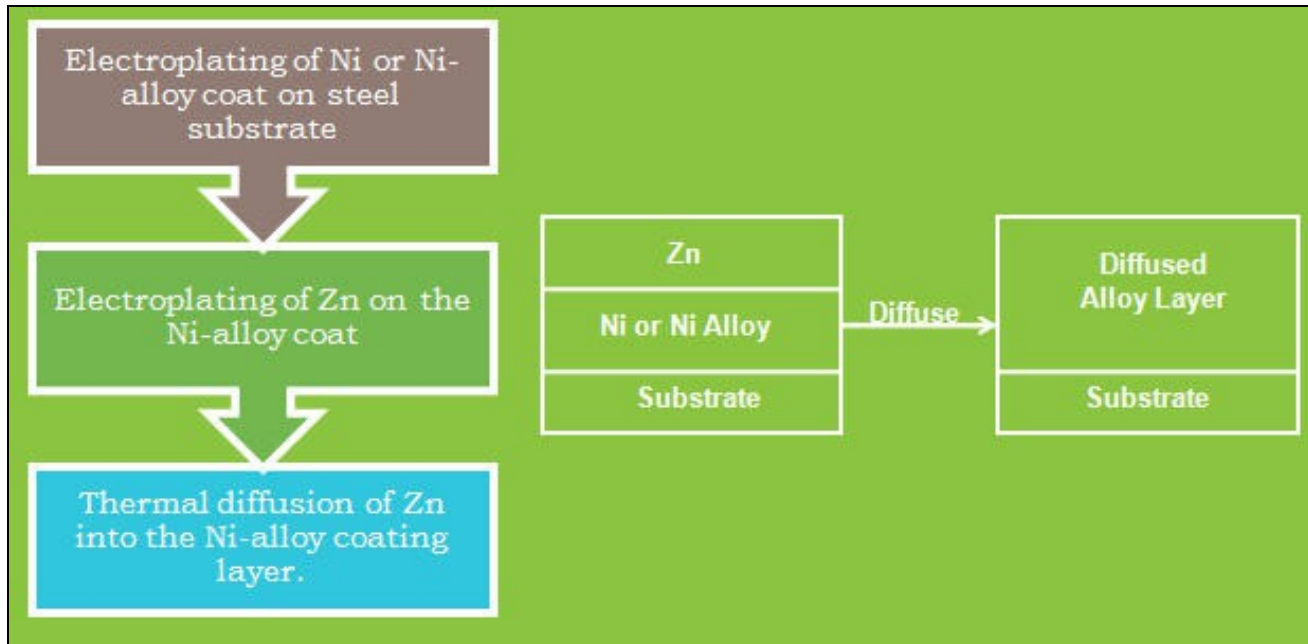 Electroplating of Ni or Ni-
alloy coat on steel
substrate
Electroplating of Zn on the
Ni-alloy coat
Thermal diffusion of Zn
into the Ni-alloy coating
layer.
Zn
Ni or Ni Alloy
Substrate
Diffuse
Diffused
Alloy Layer
Substrate